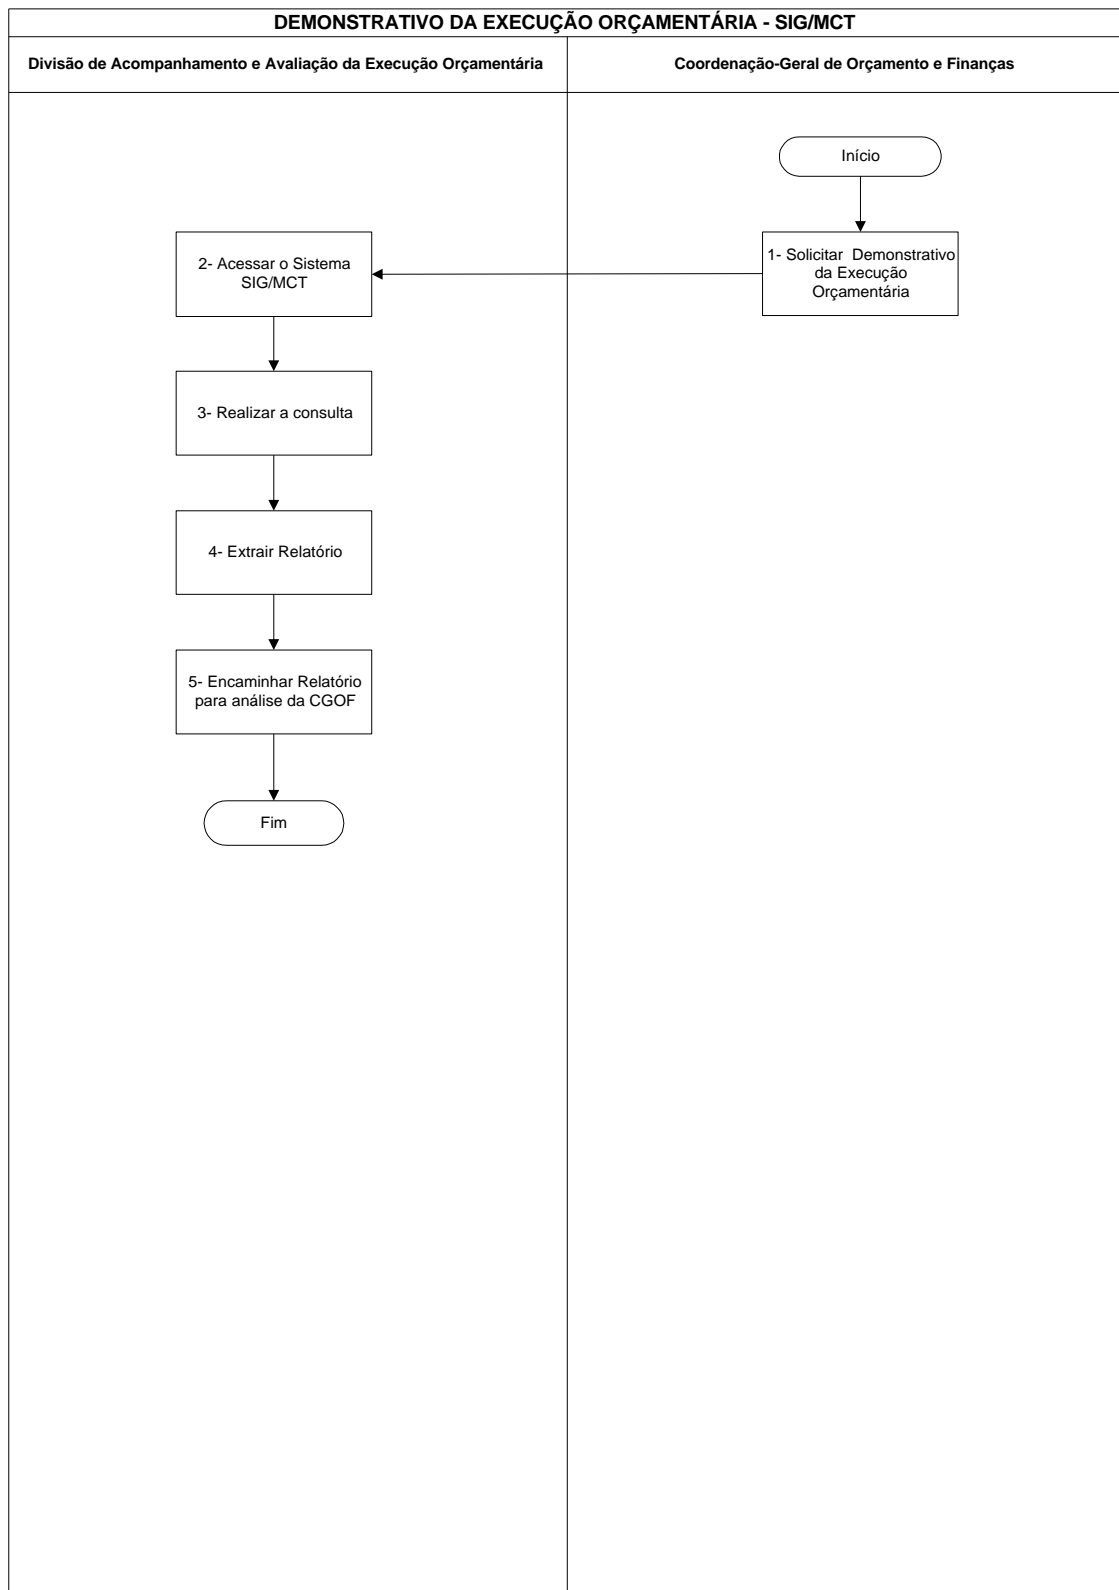 DEMONSTRATIVO DA EXECUÇÃO ORÇAMENTÁRIA - SIG/MCT
Divisão de Acompanhamento e Avaliação da Execução Orçamentária
Coordenação-Geral de Orçamento e Finanças
Início
1- Solicitar Demonstrativo
da Execução
Orçamentária
2- Acessar o Sistema
SIG/MCT
3- Realizar a consulta
4- Extrair Relatório
5- Encaminhar Relatório
para análise da CGOF
Fim